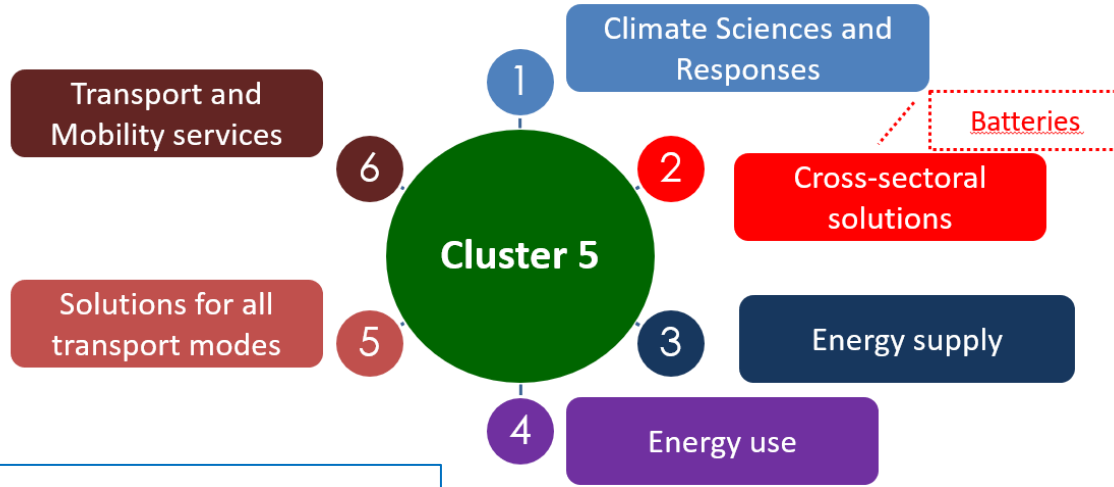 1
Climate Sciences and
Responses
Batteries
2
Cross-sectoral
solutions
3
Energy supply
4
Energy use
5
Solutions for all
transport modes
6
Transport and
Mobility services
Cluster 5